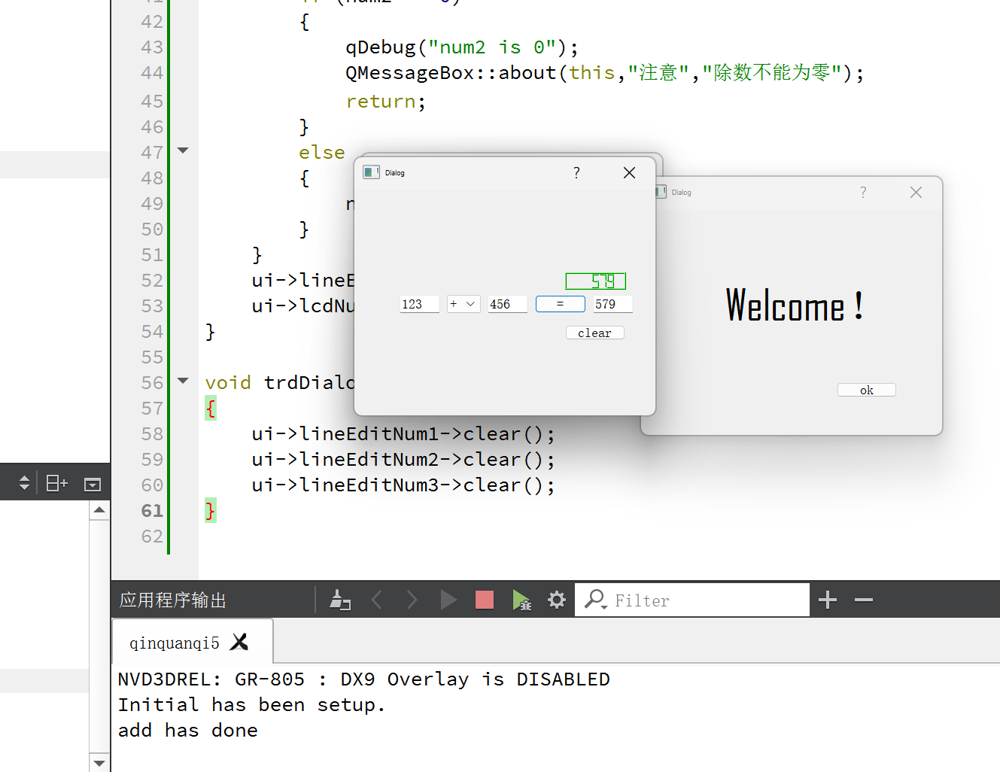 42 {
43 qDebug("num2 is 0");
44 QMessageBox::about(this,"注意","除数不能为零");
45 return;
46 }
47 else
48 {
49
50 }
51 }
52 ui->lineE
53 ui->lcdNu
54 }
55
56 void trdDialo
57 {
58 ui->lineEditNum1->clear();
59 ui->lineEditNum2->clear();
60 ui->lineEditNum3->clear();
61 }
62
Dialog ? ×
579
123 + 456 = 579
clear
Dialog ? ×
Welcome!
ok
应用程序输出 Filter
qinquanqi5
NVD3DREL: GR-805 : DX9 Overlay is DISABLED
Initial has been setup.
add has done